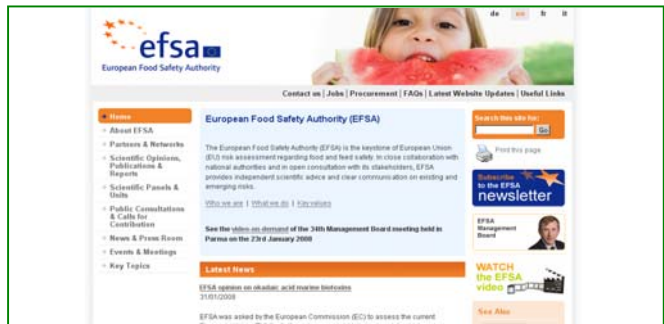 de en fr it
efsa
European Food Safety Authority
Contact us | Jobs | Procurement | FAQs | Latest Website Updates | Useful Links
Home
About EFSA
Partners & Networks
Scientific Opinions,
Publications &
Reports
Scientific Panels &
Units
Public Consultations
& Calls for
Contribution
News & Press Room
Events & Meetings
Key Topics
European Food Safety Authority (EFSA)
The European Food Safety Authority (EFSA) is the keystone of European Union
(EU) risk assessment regarding food and feed safety. In close collaboration with
national authorities and in open consultation with its stakeholders, EFSA
provides independent scientific advice and clear communication on existing and
emerging risks.
Who we are | What we do | Key values
See the video on demand of the 34th Management Board meeting held in
Parma on the 23rd January 2008
Latest News
EFSA opinion on okadaic acid marine biotoxins
31/01/2008
EFSA was asked by the European Commission (EC) to assess the current
Search this site for:
Go
Print this page
Subscribe
to the EFSA
newsletter
EFSA
Management
Board
WATCH
the EFSA
video
See Also